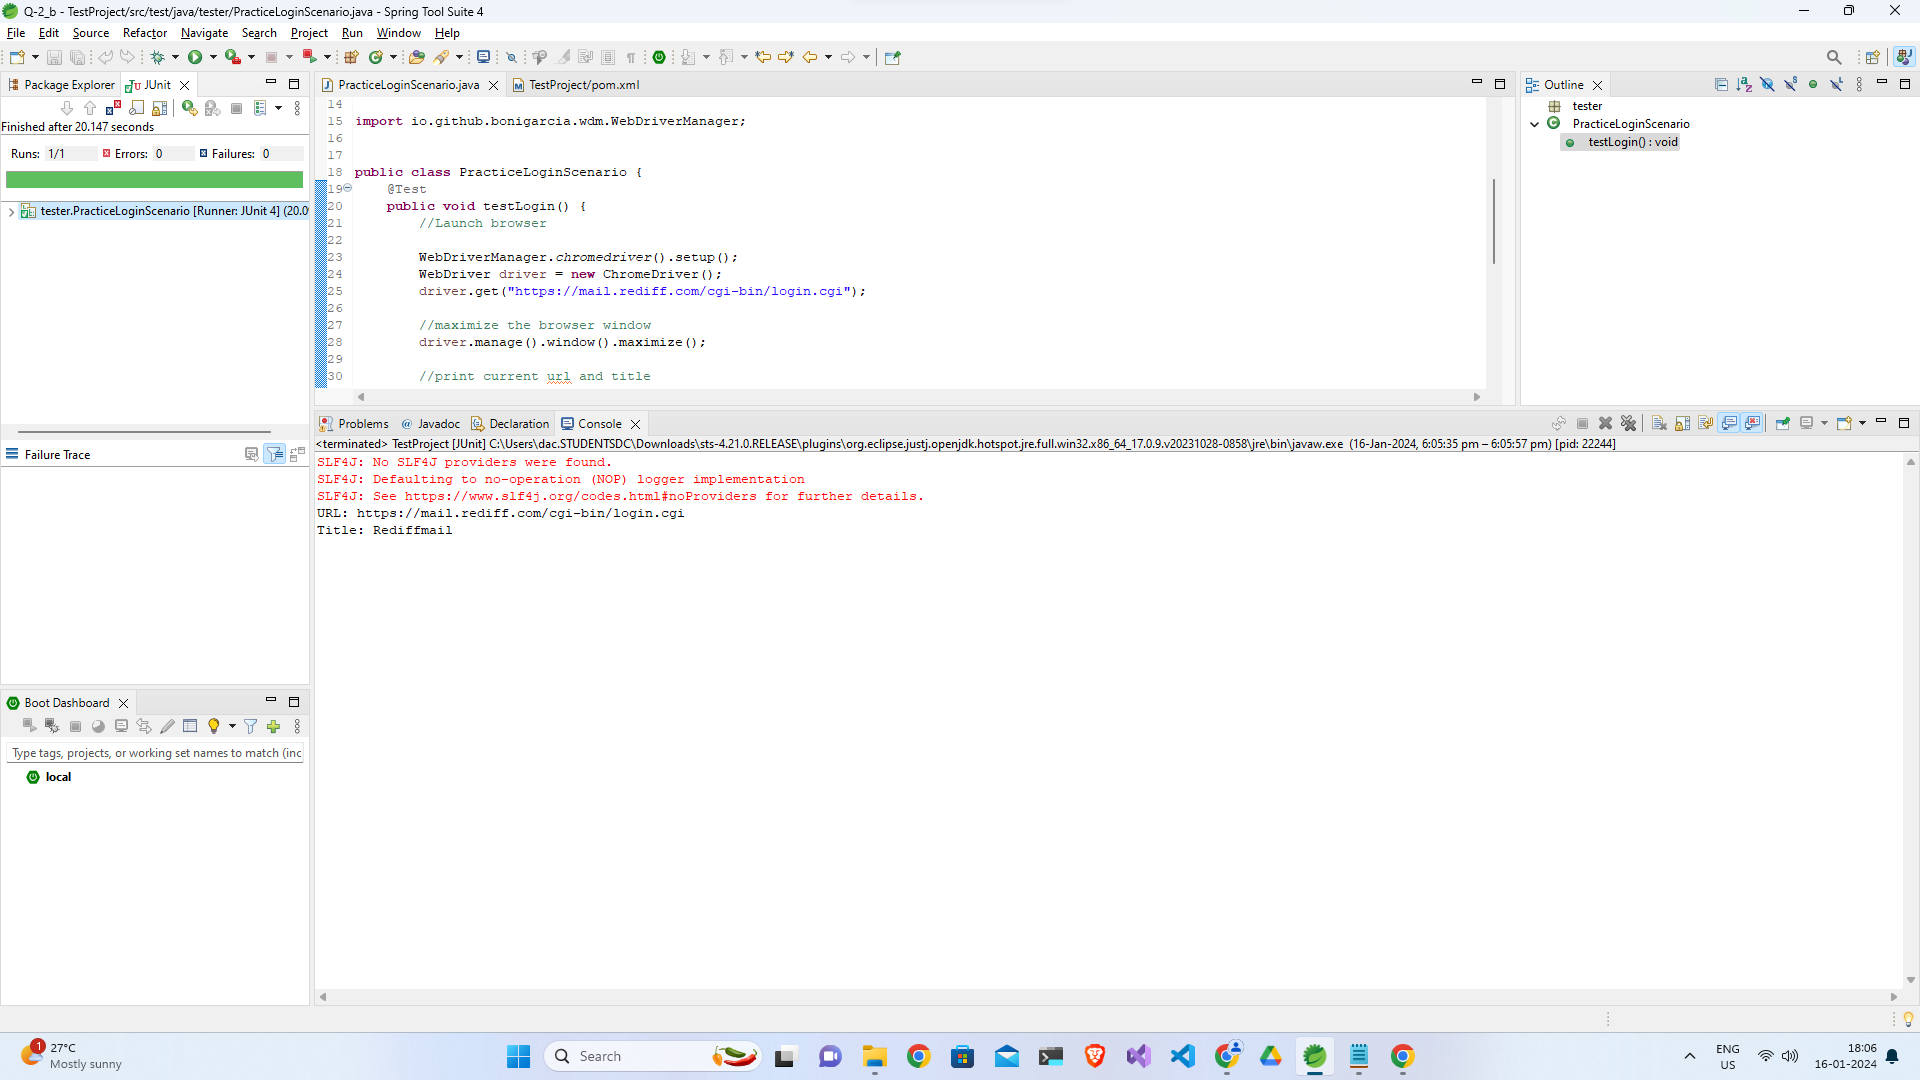 Q-2_b - TestProject/src/test/java/tester/PracticeLoginScenario.java - Spring Tool Suite 4
File Edit Source Refactor Navigate Search Project Run Window Help
Package Explorer JUnit
Finished after 20.147 seconds
Runs: 1/1 Errors: 0 Failures: 0
tester.PracticeLoginScenario [Runner: JUnit 4] (20.0
Failure Trace
Boot Dashboard
Type tags, projects, or working set names to match (inc
local
PracticeLoginScenario.java TestProject/pom.xml
14
15 import io.github.bonigarcia.wdm.WebDriverManager;
16
17
18 public class PracticeLoginScenario {
19 @Test
20 public void testLogin() {
21 //Launch browser
22
23 WebDriverManager.chromedriver().setup();
24 WebDriver driver = new ChromeDriver();
25 driver.get("https://mail.rediff.com/cgi-bin/login.cgi");
26
27 //maximize the browser window
28 driver.manage().window().maximize();
29
30 //print current url and title
Problems Javadoc Declaration Console
<terminated> TestProject [JUnit] C:\Users\dac.STUDENTSDC\Downloads\sts-4.21.0.RELEASE\plugins\org.eclipse.justj.openjdk.hotspot.jre.full.win32.x86_64_17.0.9.v20231028-0858\jre\bin\javaw.exe (16-Jan-2024, 6:05:35 pm – 6:05:57 pm) [pid: 22244]
SLF4J: No SLF4J providers were found.
SLF4J: Defaulting to no-operation (NOP) logger implementation
SLF4J: See https://www.slf4j.org/codes.html#noProviders for further details.
URL: https://mail.rediff.com/cgi-bin/login.cgi
Title: Rediffmail
Outline
tester
PracticeLoginScenario
testLogin() : void
1
27°C
Mostly sunny
Search
ENG
US
18:06
16-01-2024